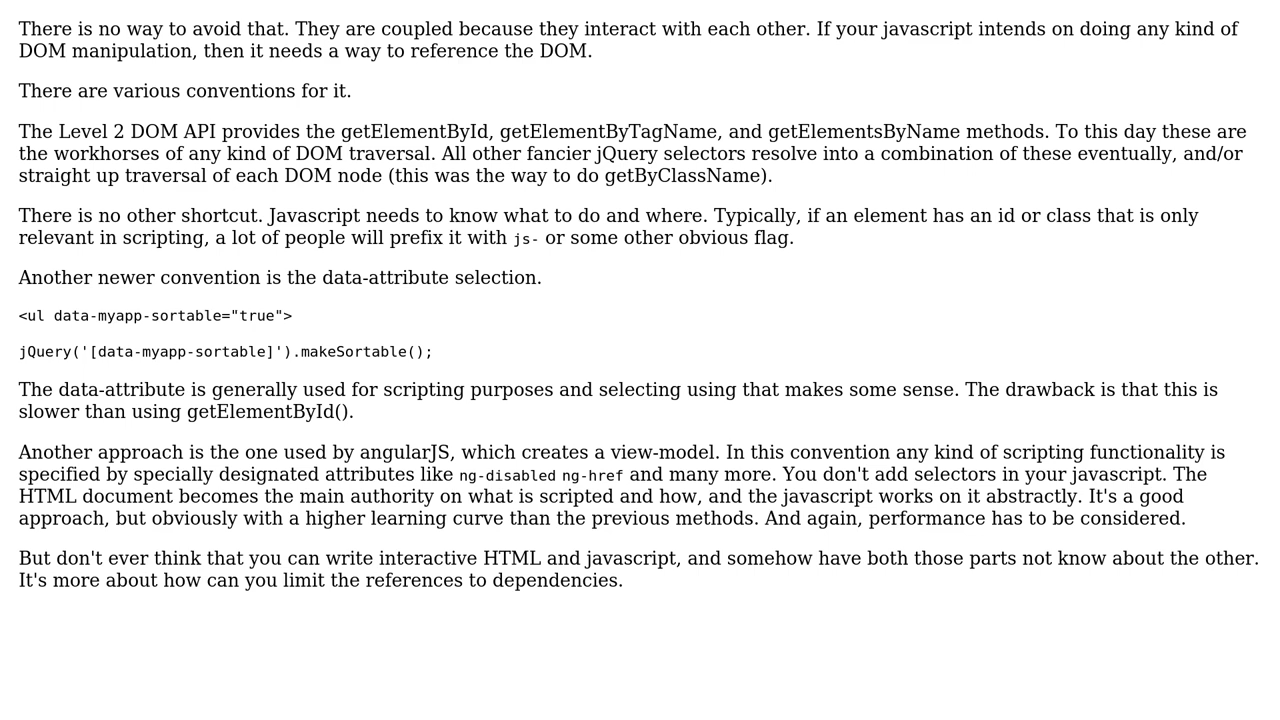 There is no way to avoid that. They are coupled because they interact with each other. If your javascript intends on doing any kind of
DOM manipulation, then it needs a way to reference the DOM.
There are various conventions for it.
The Level 2 DOM API provides the getElementById, getElementByTagName, and getElementsByName methods. To this day these are
the workhorses of any kind of DOM traversal. All other fancier jQuery selectors resolve into a combination of these eventually, and/or
straight up traversal of each DOM node (this was the way to do getByClassName).
There is no other shortcut. Javascript needs to know what to do and where. Typically, if an element has an id or class that is only
relevant in scripting, a lot of people will prefix it with js- or some other obvious flag.
Another newer convention is the data-attribute selection.
<ul data-myapp-sortable="true">
jQuery('[data-myapp-sortable]').makeSortable();
The data-attribute is generally used for scripting purposes and selecting using that makes some sense. The drawback is that this is
slower than using getElementById().
Another approach is the one used by angularJS, which creates a view-model. In this convention any kind of scripting functionality is
specified by specially designated attributes like ng-disabled ng-href and many more. You don't add selectors in your javascript. The
HTML document becomes the main authority on what is scripted and how, and the javascript works on it abstractly. It's a good
approach, but obviously with a higher learning curve than the previous methods. And again, performance has to be considered.
But don't ever think that you can write interactive HTML and javascript, and somehow have both those parts not know about the other.
It's more about how can you limit the references to dependencies.